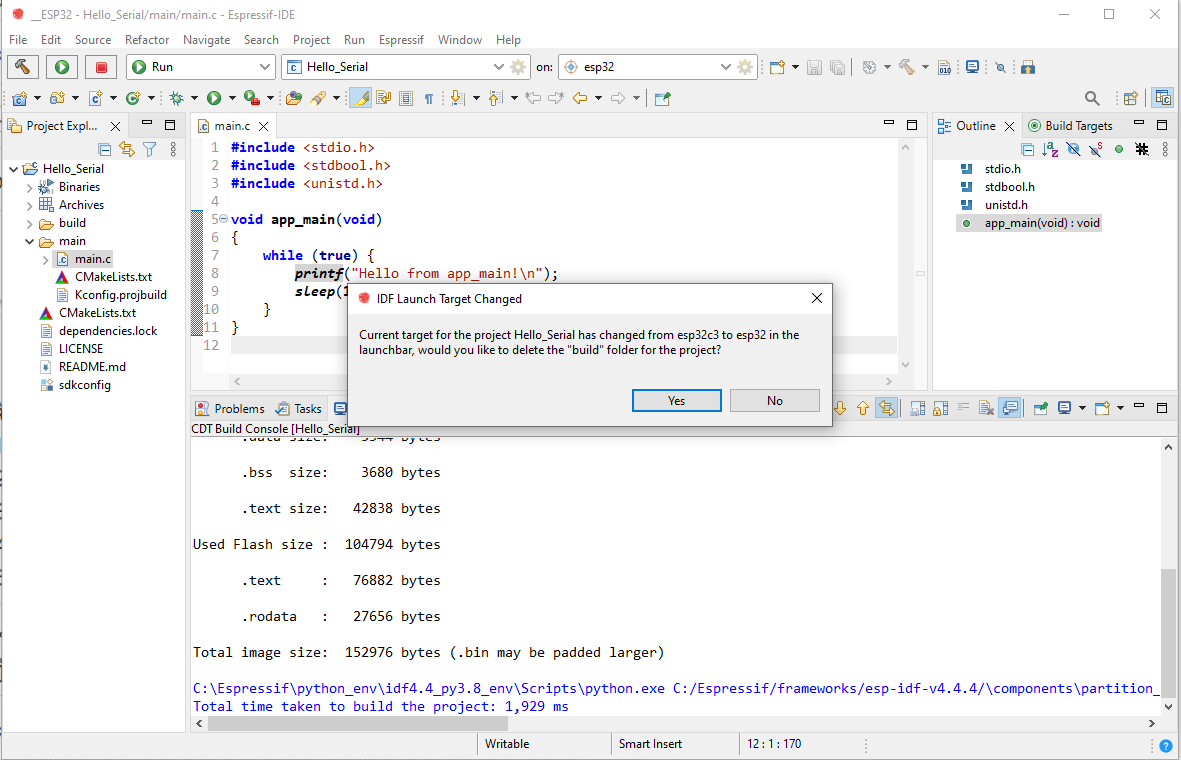 __ESP32 - Hello_Serial/main/main.c - Espressif-IDE
File Edit Source Refactor Navigate Search Project Run Espressif Window Help
Run
Hello_Serial
on:
esp32
Project Expl...
Hello_Serial
Binaries
Archives
build
main
main.c
CMakeLists.txt
Kconfig.projbuild
CMakeLists.txt
dependencies.lock
LICENSE
README.md
sdkconfig
main.c
1 #include <stdio.h>
2 #include <stdbool.h>
3 #include <unistd.h>
4
5 void app_main(void)
6 {
7 while (true) {
8 printf("Hello from app_main!\n");
9 sleep(
10 }
11 }
12
Outline
Build Targets
stdio.h
stdbool.h
unistd.h
app_main(void) : void
IDF Launch Target Changed
Current target for the project Hello_Serial has changed from esp32c3 to esp32 in the
launchbar, would you like to delete the "build" folder for the project?
Yes
No
Problems
Tasks
CDT Build Console [Hello_Serial]
.bss size: 3680 bytes
.text size: 42838 bytes
Used Flash size : 104794 bytes
.text : 76882 bytes
.rodata : 27656 bytes
Total image size: 152976 bytes (.bin may be padded larger)
C:\Espressif\python_env\idf4.4_py3.8_env\Scripts\python.exe C:/Espressif/frameworks/esp-idf-v4.4.4/\components\partition_
Total time taken to build the project: 1,929 ms
Writable
Smart Insert
12 : 1 : 170